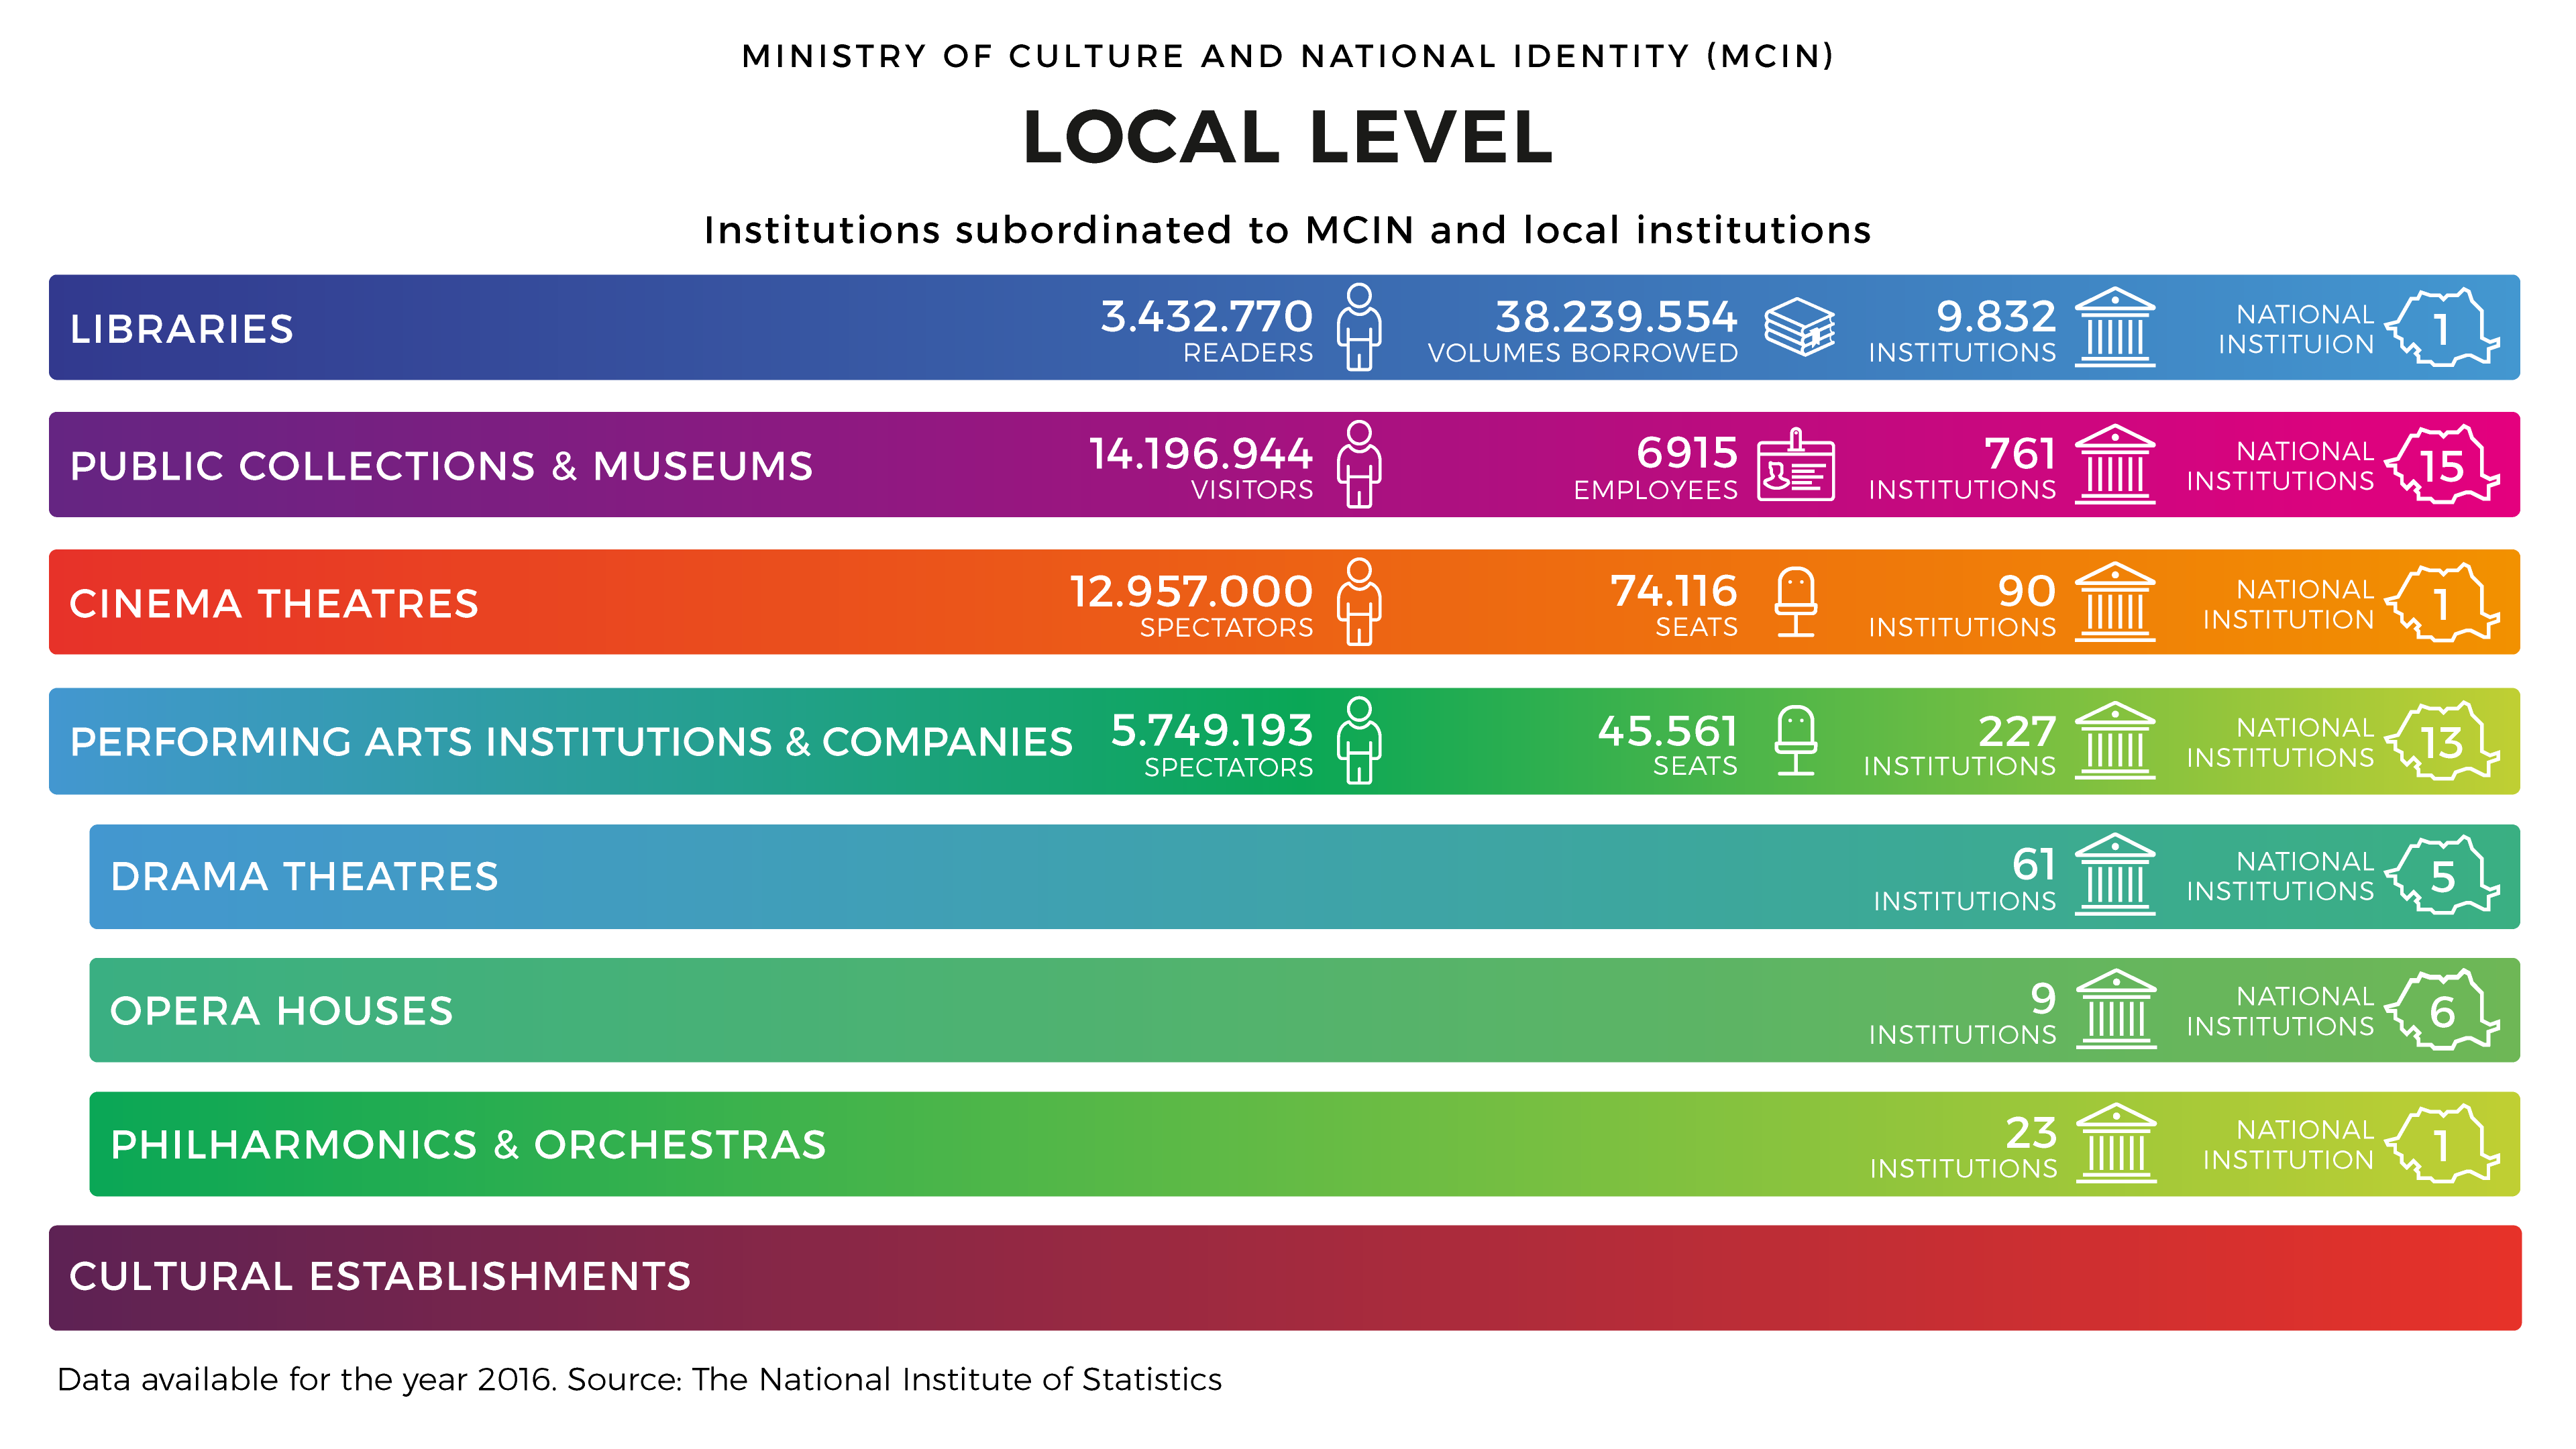 MINISTRY OF CULTURE AND NATIONAL IDENTITY (MCIN)
LOCAL LEVEL
Institutions subordinated to MCIN and local institutions
LIBRARIES
3.432.770
READERS
38.239.554
VOLUMES BORROWED
9.832
INSTITUTIONS
NATIONAL
INSTITUION
1
PUBLIC COLLECTIONS & MUSEUMS
14.196.944
VISITORS
6915
EMPLOYEES
761
INSTITUTIONS
NATIONAL
INSTITUTIONS
15
CINEMA THEATRES
12.957.000
SPECTATORS
74.116
SEATS
90
INSTITUTIONS
NATIONAL
INSTITUTION
1
PERFORMING ARTS INSTITUTIONS & COMPANIES
5.749.193
SPECTATORS
45.561
SEATS
227
INSTITUTIONS
NATIONAL
INSTITUTIONS
13
DRAMA THEATRES
61
INSTITUTIONS
NATIONAL
INSTITUTIONS
5
OPERA HOUSES
9
INSTITUTIONS
NATIONAL
INSTITUTIONS
6
PHILHARMONICS & ORCHESTRAS
23
INSTITUTIONS
NATIONAL
INSTITUTION
1
CULTURAL ESTABLISHMENTS
Data available for the year 2016. Source: The National Institute of Statistics